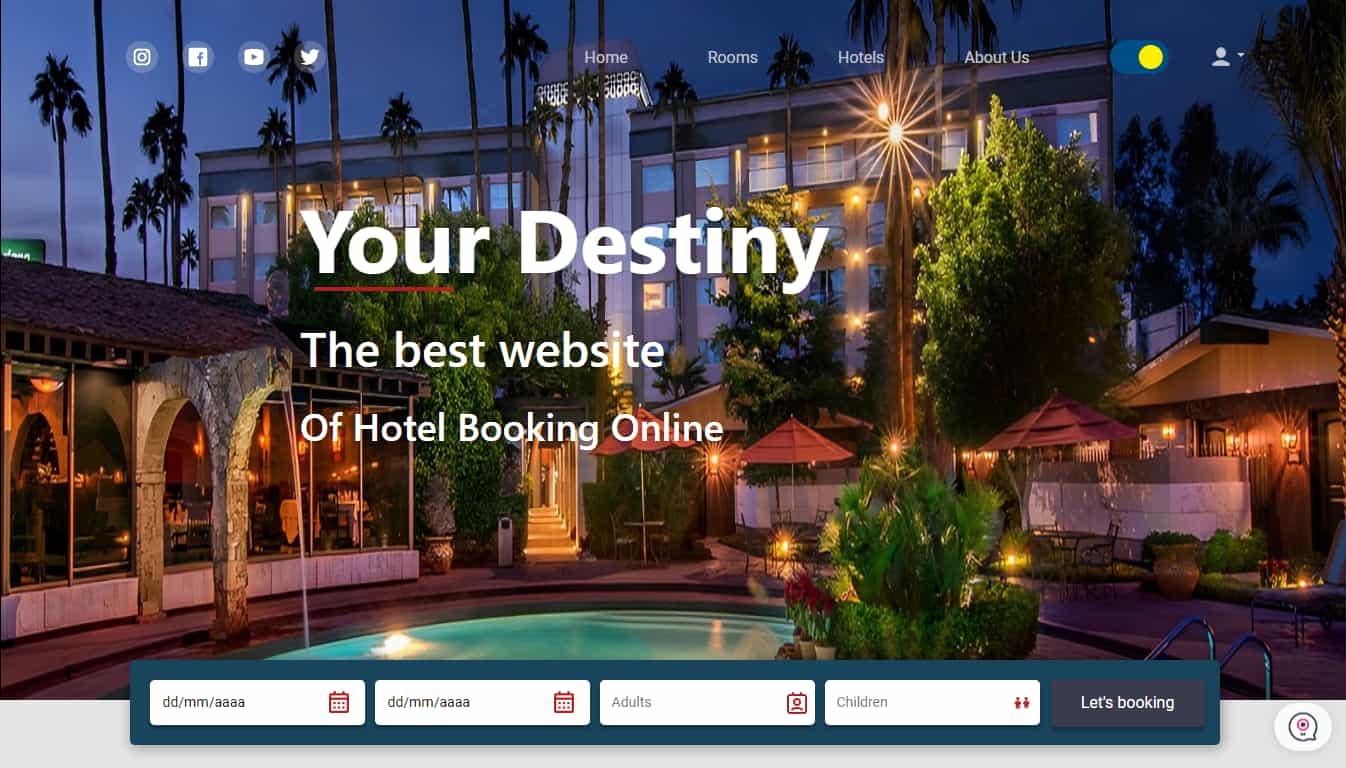 Home Rooms Hotels About Us
Your Destiny
The best website
Of Hotel Booking Online
dd/mm/aaaa dd/mm/aaaa Adults Children Let's booking